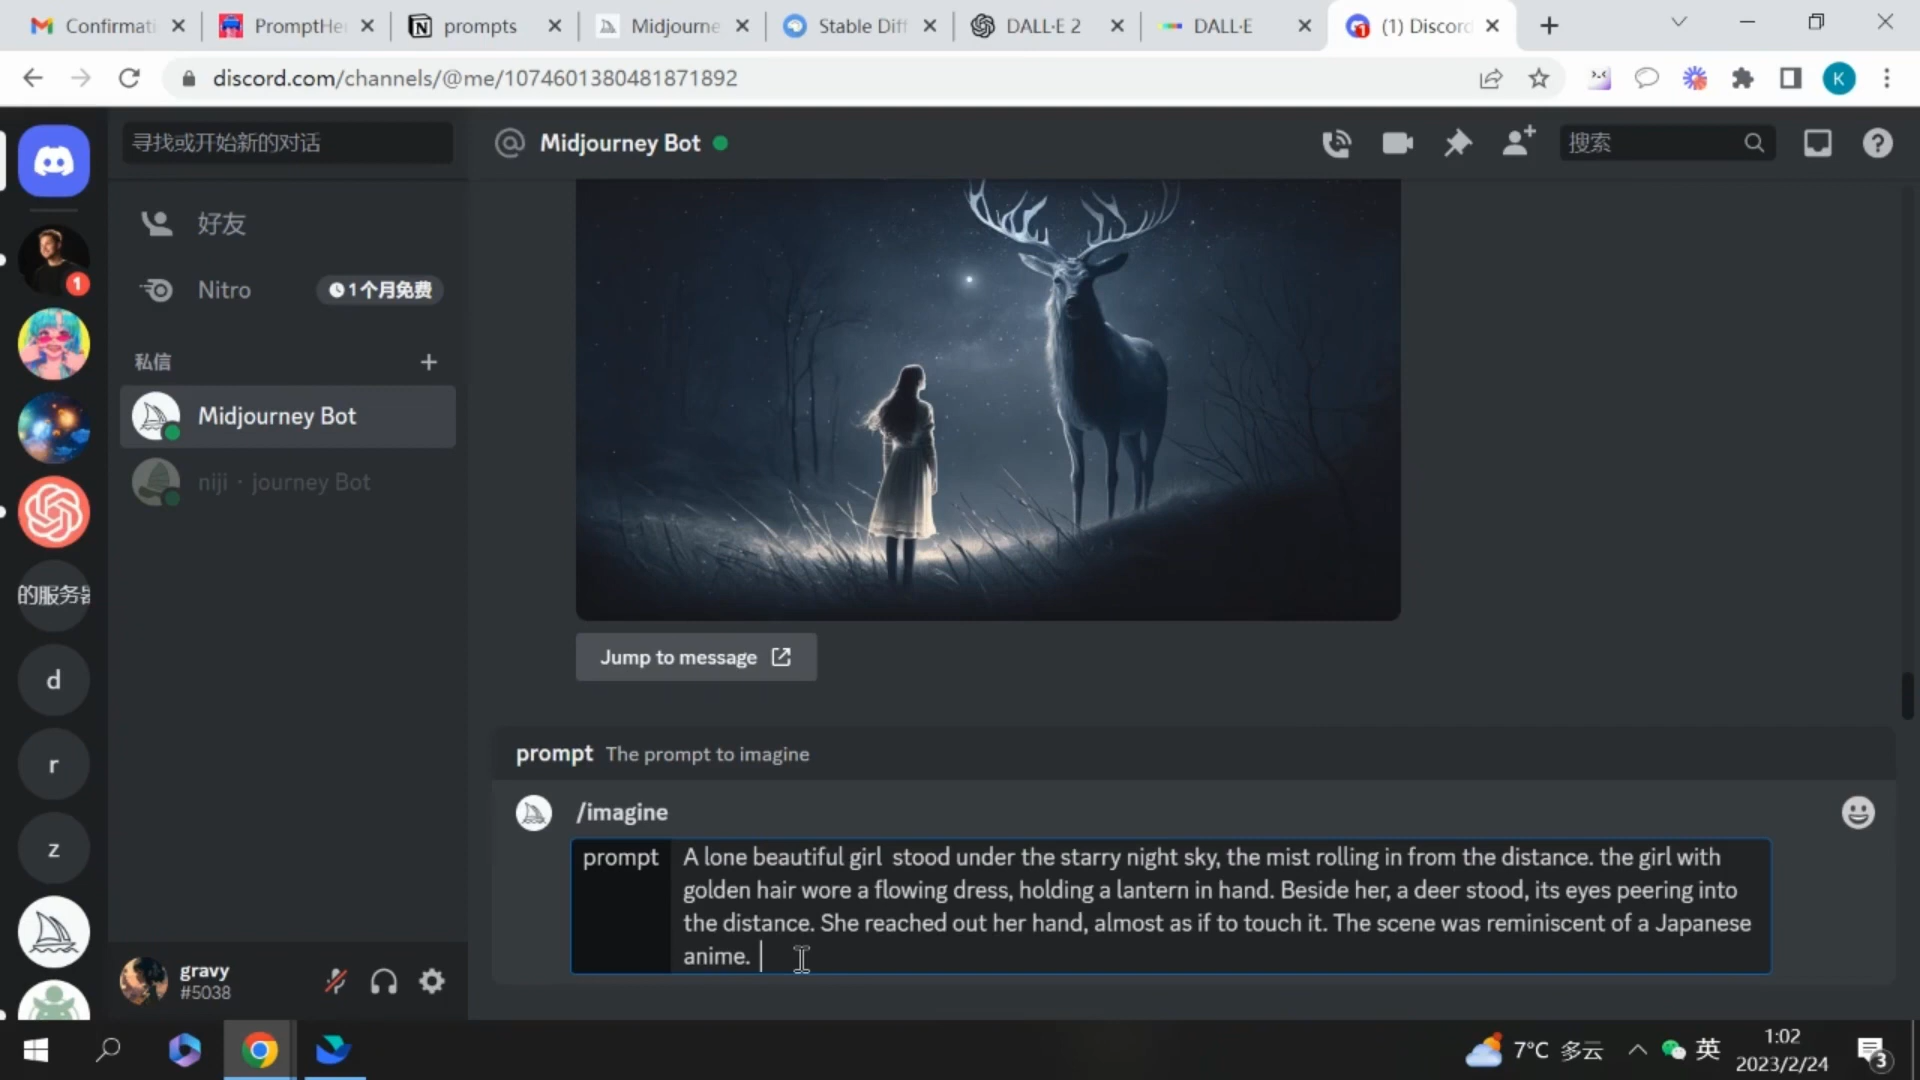 Confirmati
PromptHe
prompts
Midjourne
Stable Diff
DALL·E 2
DALL·E
(1) Discord
discord.com/channels/@me/1074601380481871892
K
寻找或开始新的对话
@ Midjourney Bot
搜索
好友
Nitro
1个月免费
私信
Midjourney Bot
niji · journey Bot
1
的服务器
d
r
z
Jump to message
prompt The prompt to imagine
/imagine
prompt A lone beautiful girl stood under the starry night sky, the mist rolling in from the distance. the girl with
golden hair wore a flowing dress, holding a lantern in hand. Beside her, a deer stood, its eyes peering into
the distance. She reached out her hand, almost as if to touch it. The scene was reminiscent of a Japanese
anime.
gravy
#5038
7°C 多云
英
1:02
2023/2/24
3